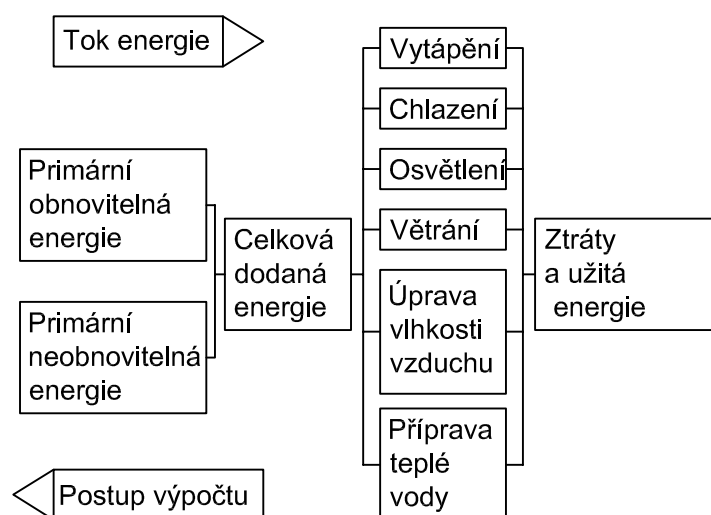 Tok energie
Primární
obnovitelná
energie
Primární
neobnovitelná
energie
Celková
dodaná
energie
Vytápění
Chlazení
Osvětlení
Větrání
Úprava
vlhkosti
vzduchu
Příprava
teplé
vody
Ztráty
a užitá
energie
Postup výpočtu